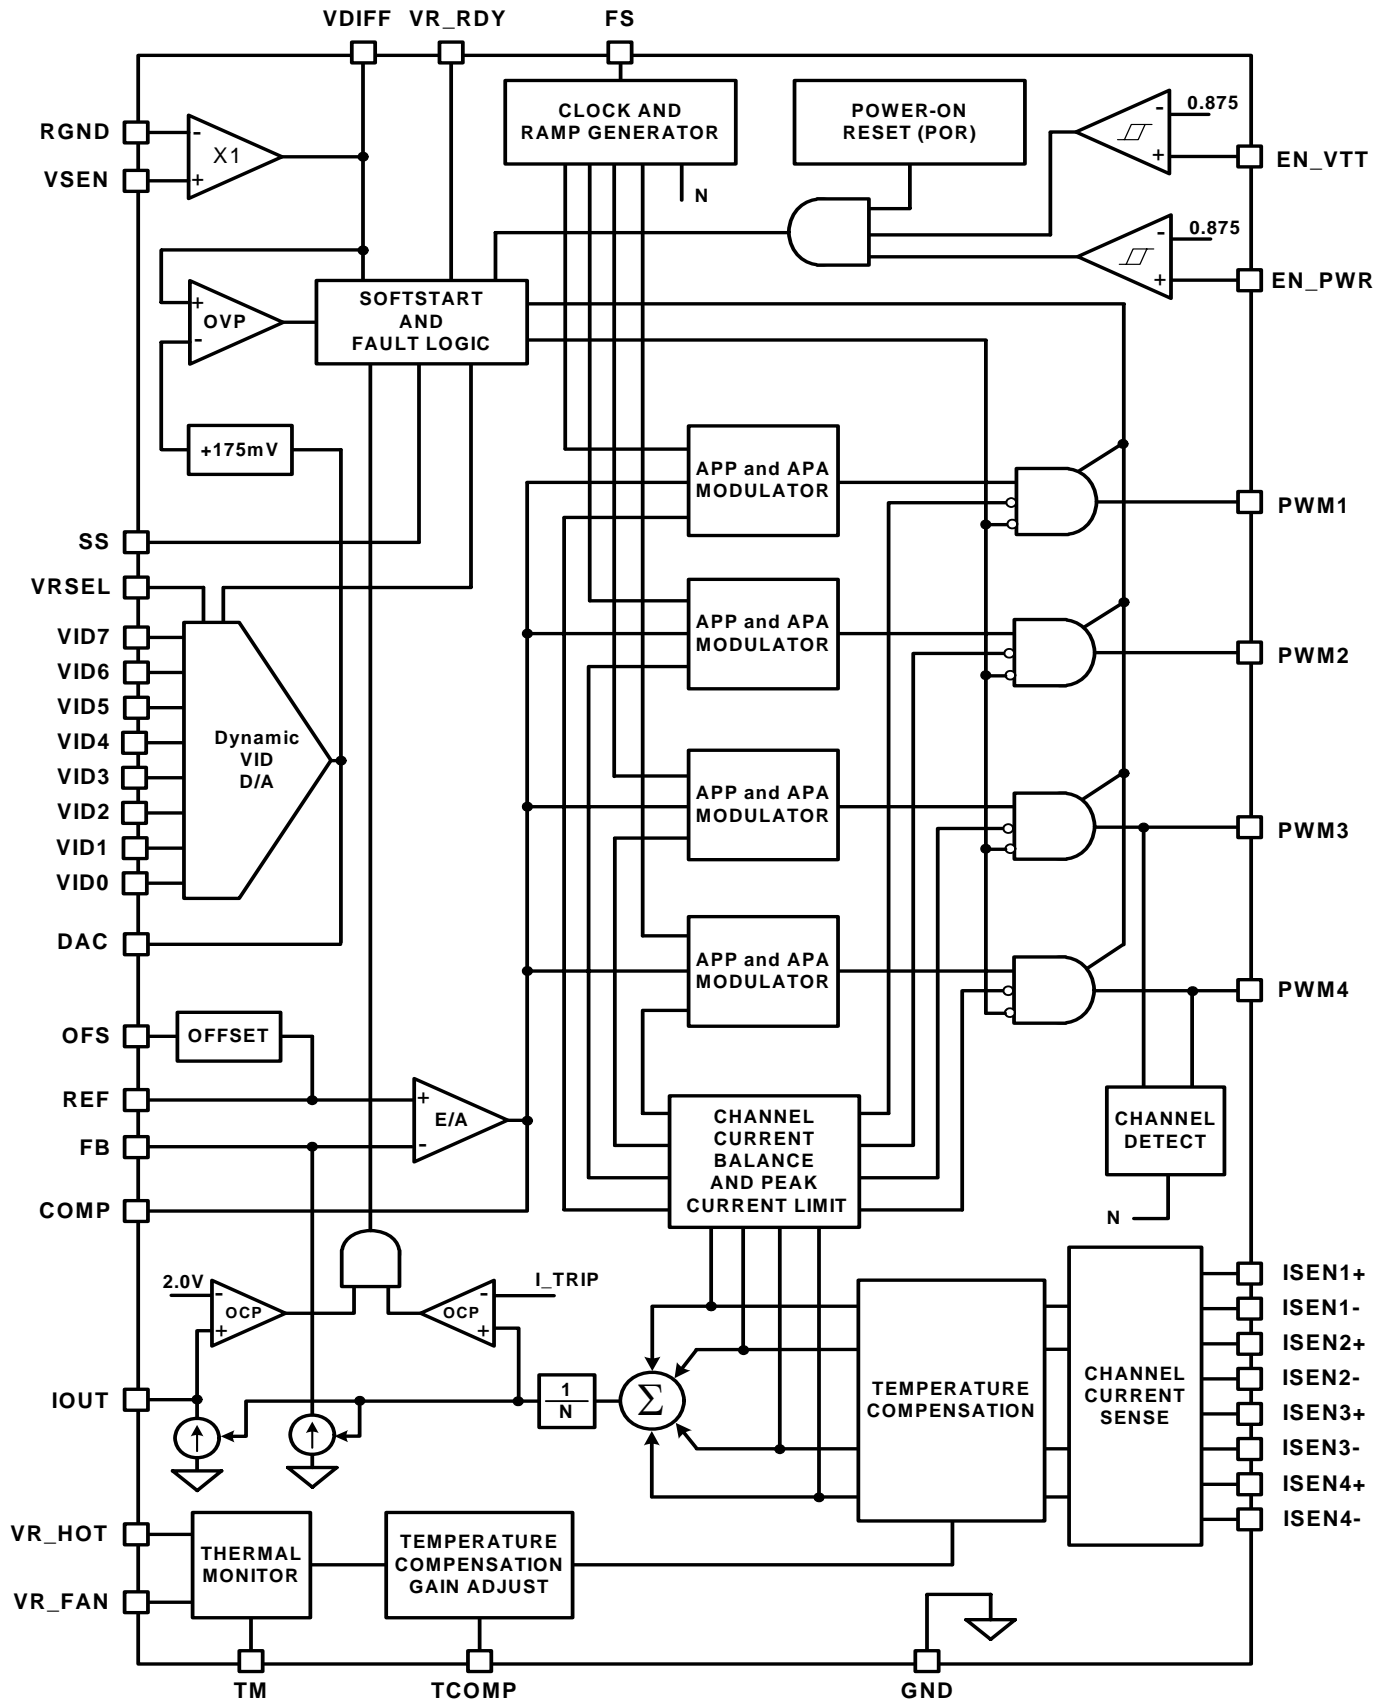 VDIFF VR_RDY FS
CLOCK AND
RAMP GENERATOR
POWER-ON
RESET (POR)
- 0.875
+
RGND
-
X1
VSEN
+
EN_VTT
N
- 0.875
+
EN_PWR
+
OVP
-
SOFTSTART
AND
FAULT LOGIC
+175mV
APP and APA
MODULATOR
PWM1
SS
VRSEL
VID7
VID6
VID5
VID4
VID3
VID2
VID1
VID0
Dynamic
VID
D/A
APP and APA
MODULATOR
PWM2
APP and APA
MODULATOR
PWM3
DAC
APP and APA
MODULATOR
PWM4
OFS
OFFSET
REF
+
E/A
-
FB
COMP
CHANNEL
CURRENT
BALANCE
AND PEAK
CURRENT LIMIT
CHANNEL
DETECT
N
2.0V
-
OCP
+
I_TRIP
-
OCP
+
IOUT
1
N
Σ
TEMPERATURE
COMPENSATION
CHANNEL
CURRENT
SENSE
ISEN1+
ISEN1-
ISEN2+
ISEN2-
ISEN3+
ISEN3-
ISEN4+
ISEN4-
VR_HOT
VR_FAN
THERMAL
MONITOR
TEMPERATURE
COMPENSATION
GAIN ADJUST
TM TCOMP GND